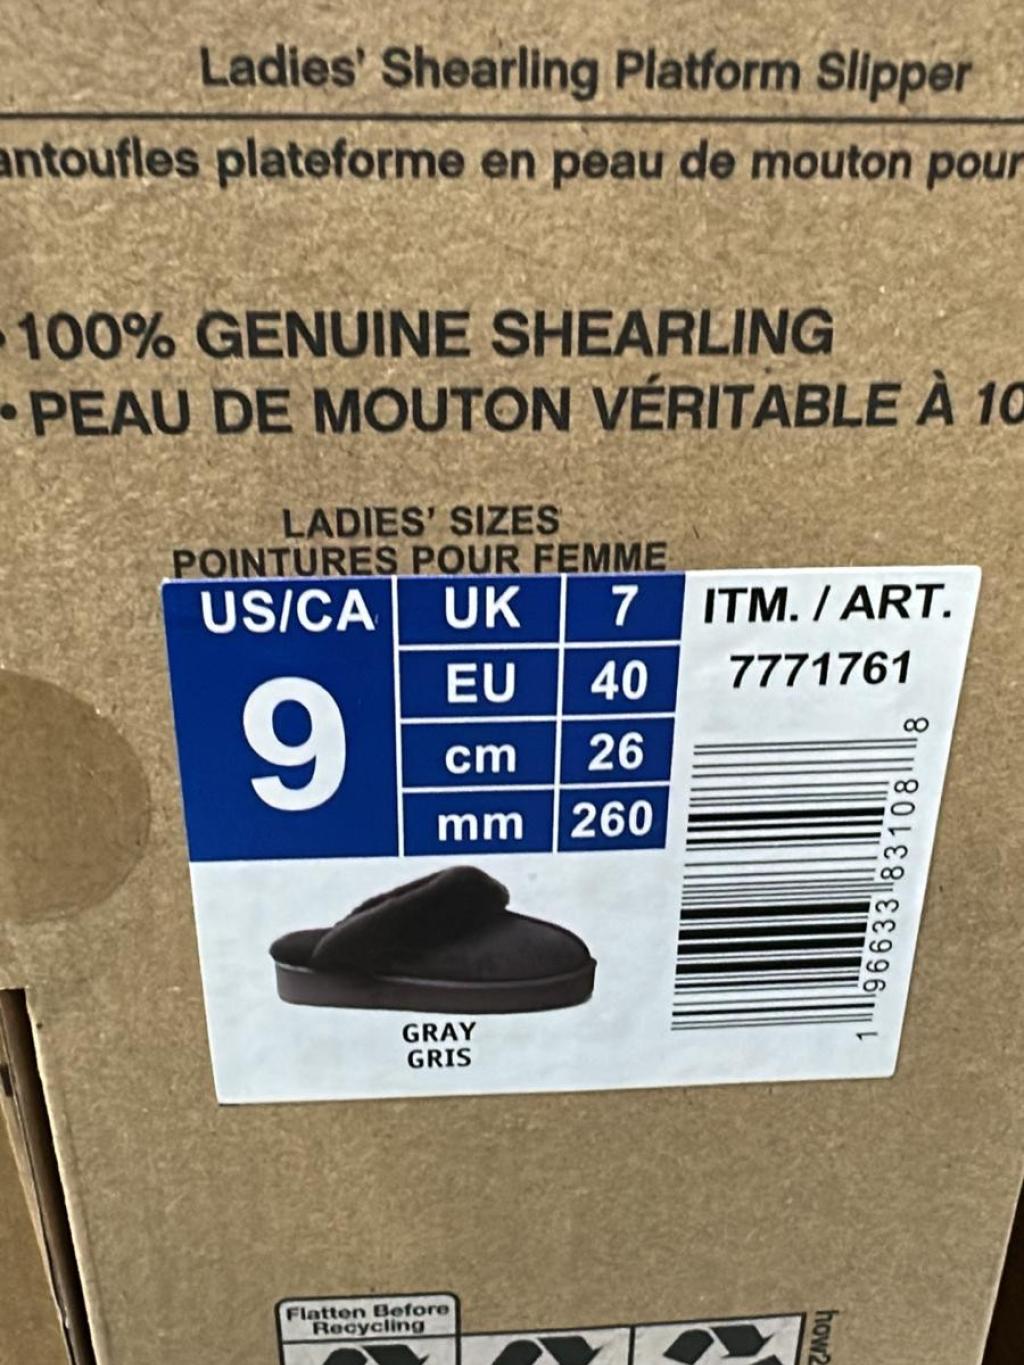 Ladies' Shearling Platform Slipper
antoufles plateforme en peau de mouton pour
•100% GENUINE SHEARLING
•PEAU DE MOUTON VÉRITABLE À 10
LADIES' SIZES
POINTURES POUR FEMME
US/CA UK 7 ITM. / ART.
9 EU 40 7771761
cm 26
mm 260
1 96633 83108 8
GRAY
GRIS
Flatten Before
Recycling
how2